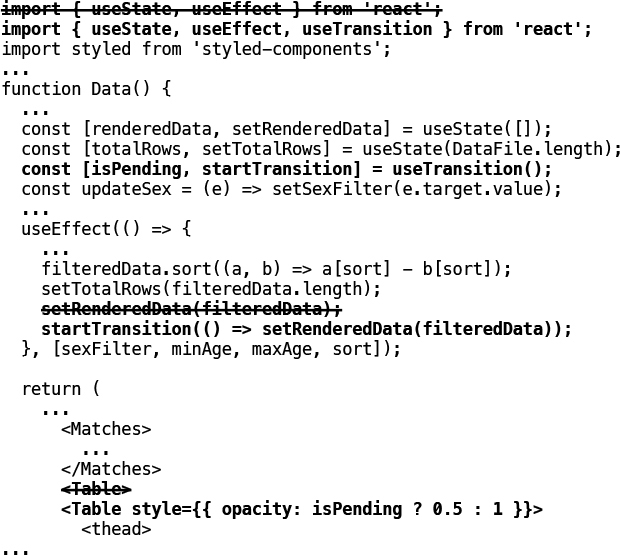 import { useState, useEffect } from 'react';
import { useState, useEffect, useTransition } from 'react';
import styled from 'styled-components';
...
function Data() {
  ...
  const [renderedData, setRenderedData] = useState([]);
  const [totalRows, setTotalRows] = useState(DataFile.length);
  const [isPending, startTransition] = useTransition();
  const updateSex = (e) => setSexFilter(e.target.value);
  ...
  useEffect(() => {
    ...
    filteredData.sort((a, b) => a[sort] - b[sort]);
    setTotalRows(filteredData.length);
    setRenderedData(filteredData);
    startTransition(() => setRenderedData(filteredData));
  }, [sexFilter, minAge, maxAge, sort]);

  return (
    ...
      <Matches>
        ...
      </Matches>
      <Table>
      <Table style={{ opacity: isPending ? 0.5 : 1 }}>
        <thead>
...